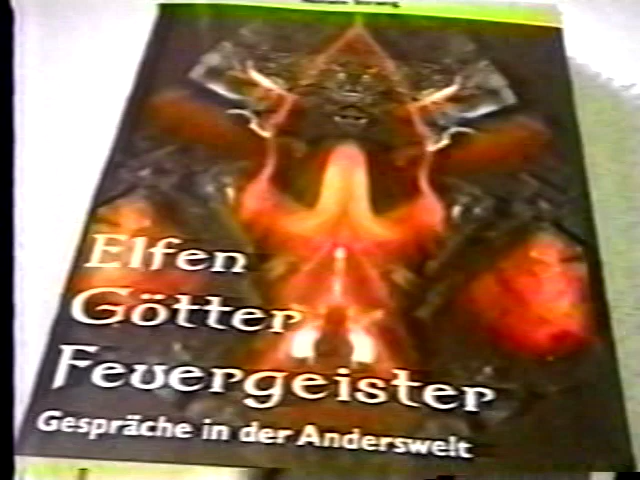 Elfen
Götter
Feuergeister
Gespräche in der Anderswelt